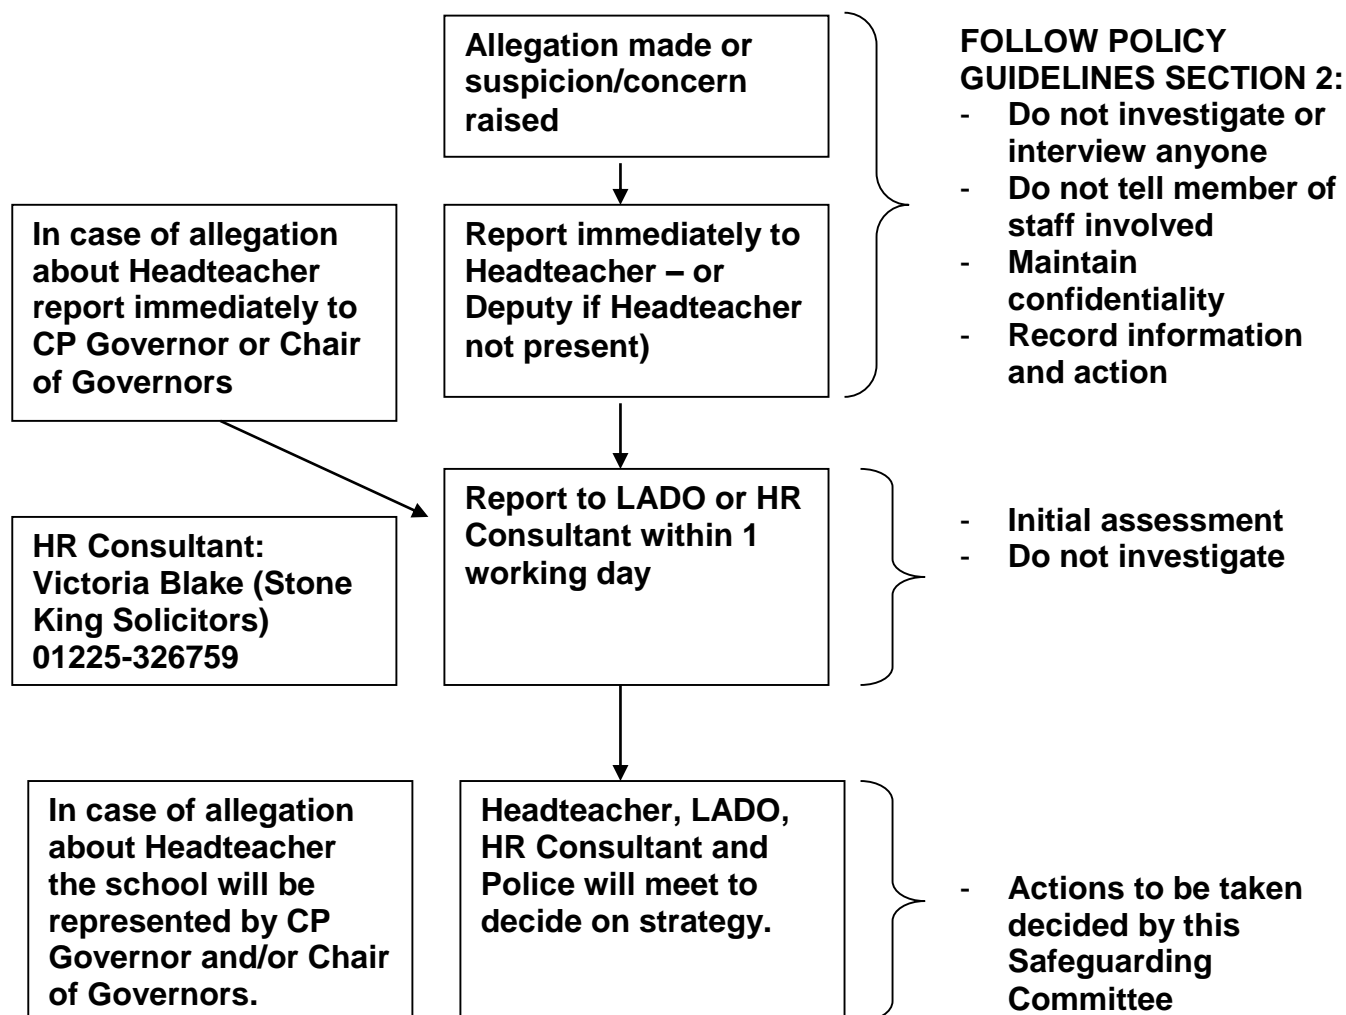 Allegation made or
suspicion/concern
raised
FOLLOW POLICY
GUIDELINES SECTION 2:
- Do not investigate or
interview anyone
- Do not tell member of
staff involved
- Maintain
confidentiality
- Record information
and action
In case of allegation
about Headteacher
report immediately to
CP Governor or Chair
of Governors
Report immediately to
Headteacher – or
Deputy if Headteacher
not present)
HR Consultant:
Victoria Blake (Stone
King Solicitors)
01225-326759
Report to LADO or HR
Consultant within 1
working day
- Initial assessment
- Do not investigate
In case of allegation
about Headteacher
the school will be
represented by CP
Governor and/or Chair
of Governors.
Headteacher, LADO,
HR Consultant and
Police will meet to
decide on strategy.
- Actions to be taken
decided by this
Safeguarding
Committee